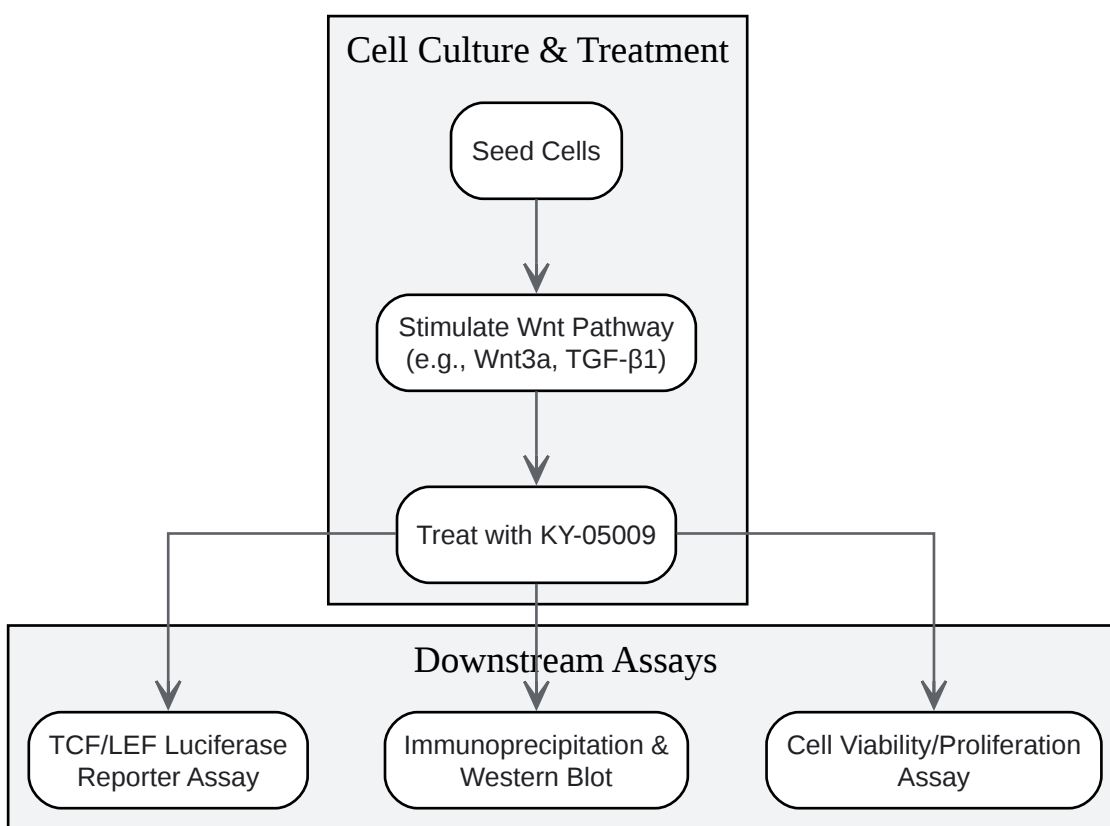 Cell Culture & Treatment
Seed Cells
Stimulate Wnt Pathway
(e.g., Wnt3a, TGF-β1)
Treat with KY-05009
Downstream Assays
TCF/LEF Luciferase
Reporter Assay
Immunoprecipitation &
Western Blot
Cell Viability/Proliferation
Assay